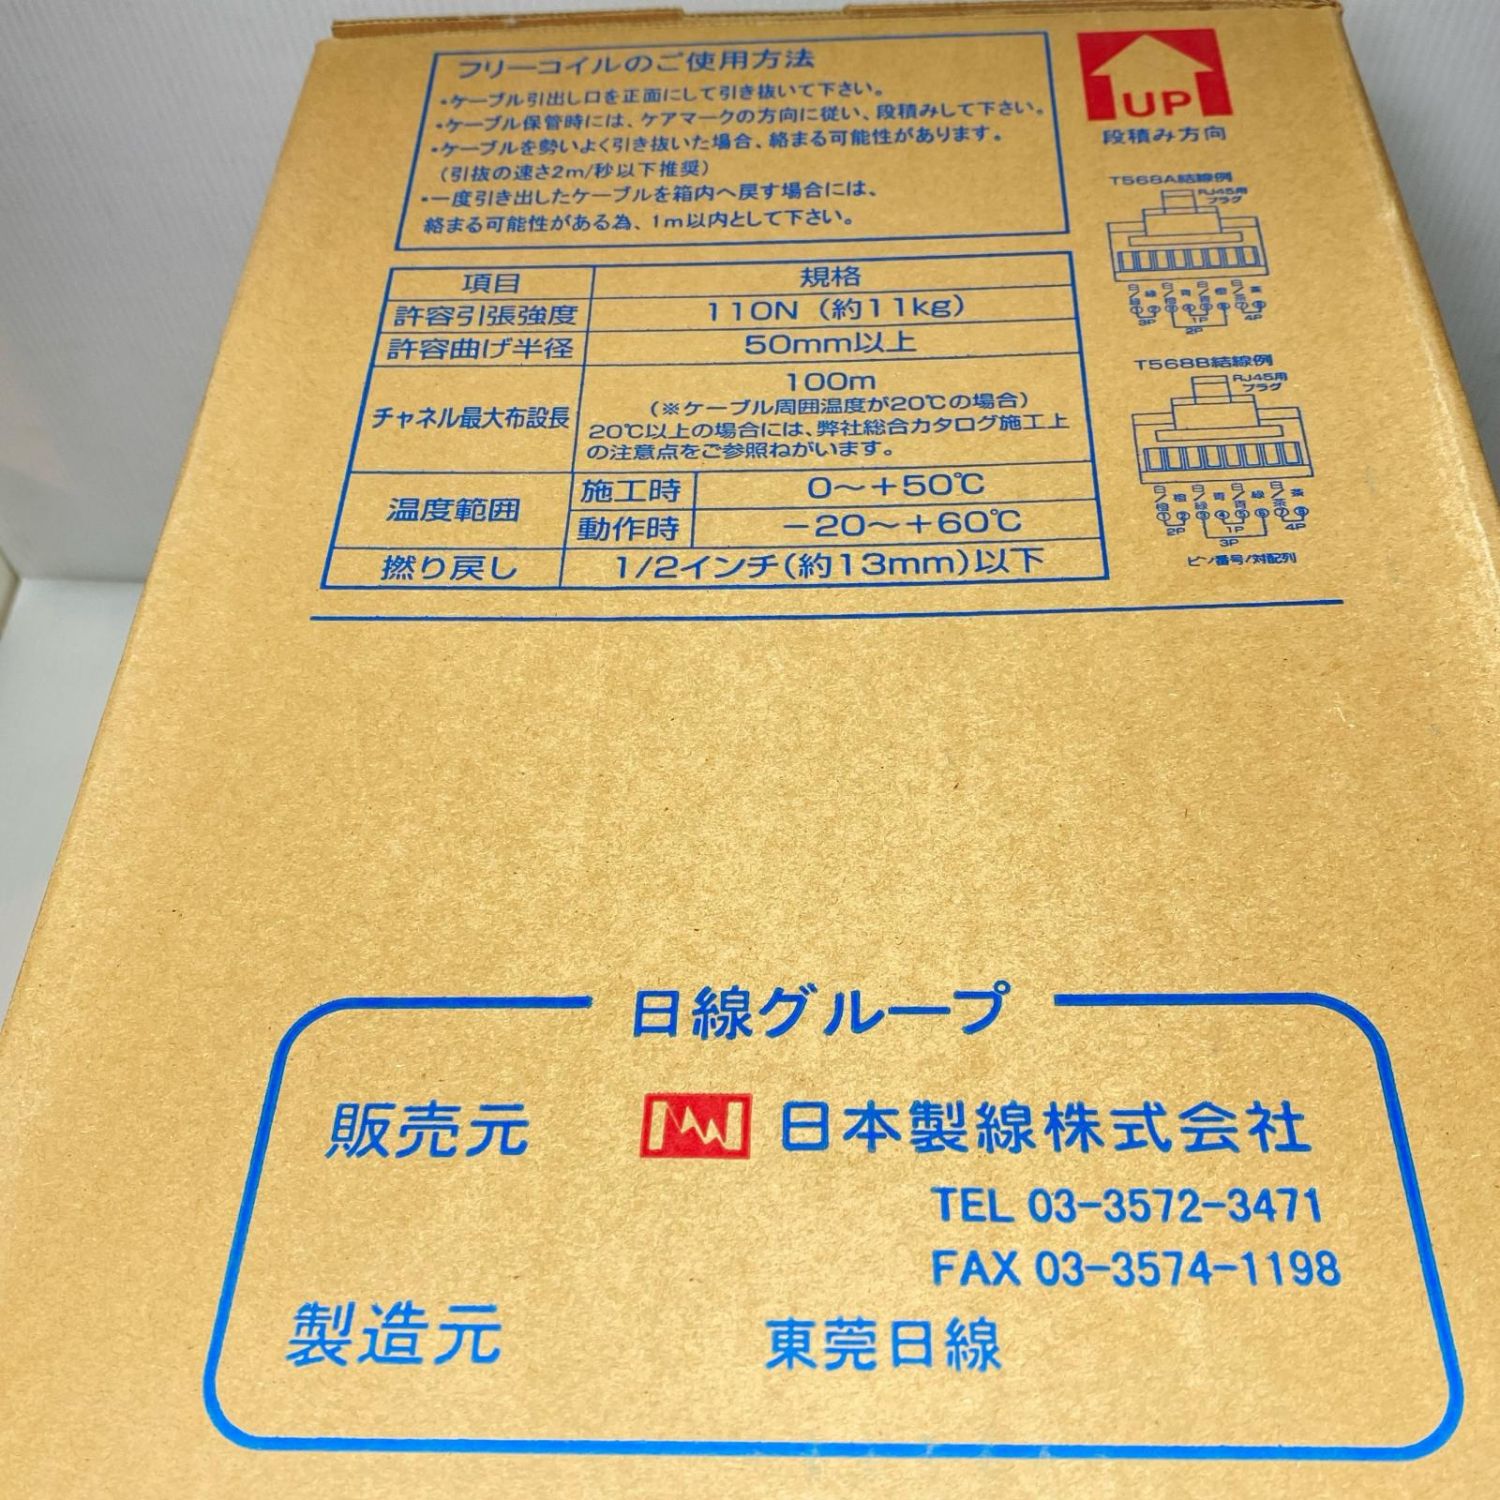 フリーコイルのご使用方法
・ケーブル引出し口を正面にして引き抜いて下さい。
・ケーブル保管時には、ケアマークの方向に従い、段積みして下さい。
・ケーブルを勢いよく引き抜いた場合、絡まる可能性があります。
（引抜の速さ2m/秒以下推奨）
・一度引き出したケーブルを箱内へ戻す場合には、
絡まる可能性がある為、1m以内として下さい。
UP
段積み方向
項目 規格
許容引張強度 110N（約11kg）
許容曲げ半径 50mm以上
チャネル最大布設長 100m
（※ケーブル周囲温度が20℃の場合）
20℃以上の場合には、弊社総合カタログ施工上
の注意点をご参照ねがいます。
温度範囲 施工時 0～＋50℃
動作時 －20～＋60℃
撚り戻し 1/2インチ（約13mm）以下
T568A結線例
RJ45用
プラグ
3P 1P 4P
2P
T568B結線例
RJ45用
プラグ
2P 1P 4P
3P
ピン番号/対配列
日線グループ
販売元 日本製線株式会社
TEL 03-3572-3471
FAX 03-3574-1198
製造元 東莞日線